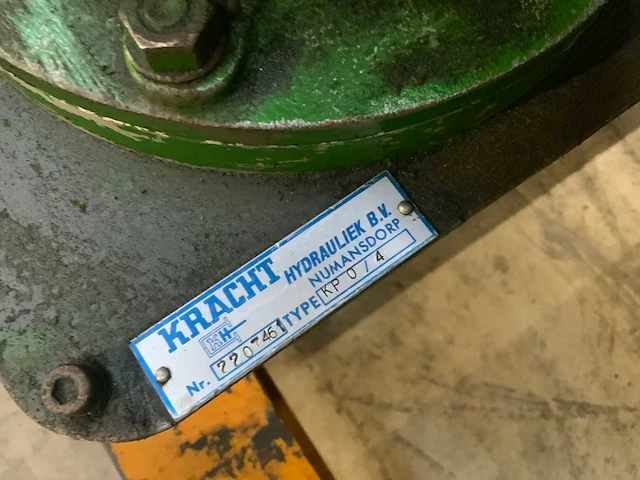 KRACHT HYDRAULIEK B.V.
NUMANSDORP
KH
Nr. 220746 TYPE KP 0/4